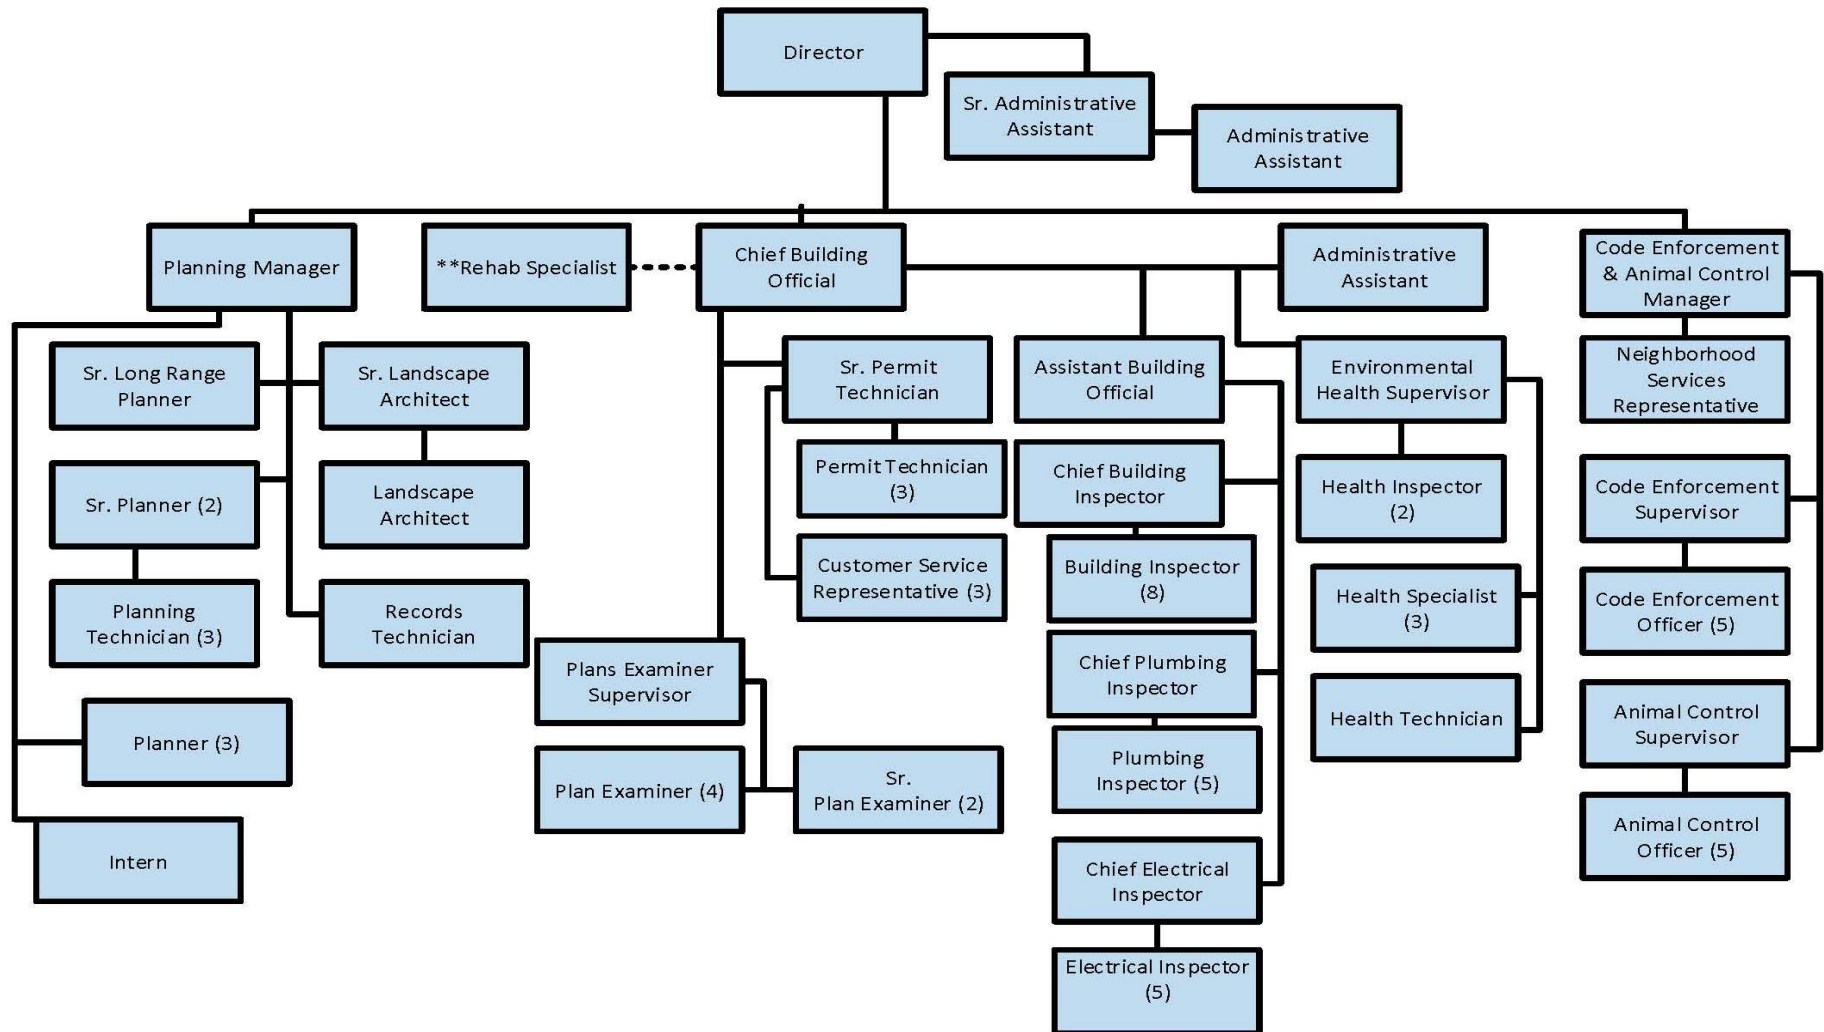 Director
Sr. Administrative
Assistant
Administrative
Assistant
Planning Manager
**Rehab Specialist
Chief Building
Official
Administrative
Assistant
Code Enforcement
& Animal Control
Manager
Sr. Long Range
Planner
Sr. Landscape
Architect
Sr. Permit
Technician
Assistant Building
Official
Environmental
Health Supervisor
Neighborhood
Services
Representative
Sr. Planner (2)
Landscape
Architect
Permit Technician
(3)
Chief Building
Inspector
Health Inspector
(2)
Code Enforcement
Supervisor
Planning
Technician (3)
Records
Technician
Customer Service
Representative (3)
Building Inspector
(8)
Health Specialist
(3)
Code Enforcement
Officer (5)
Plans Examiner
Supervisor
Chief Plumbing
Inspector
Health Technician
Animal Control
Supervisor
Planner (3)
Plan Examiner (4)
Sr.
Plan Examiner (2)
Plumbing
Inspector (5)
Animal Control
Officer (5)
Intern
Chief Electrical
Inspector
Electrical Inspector
(5)